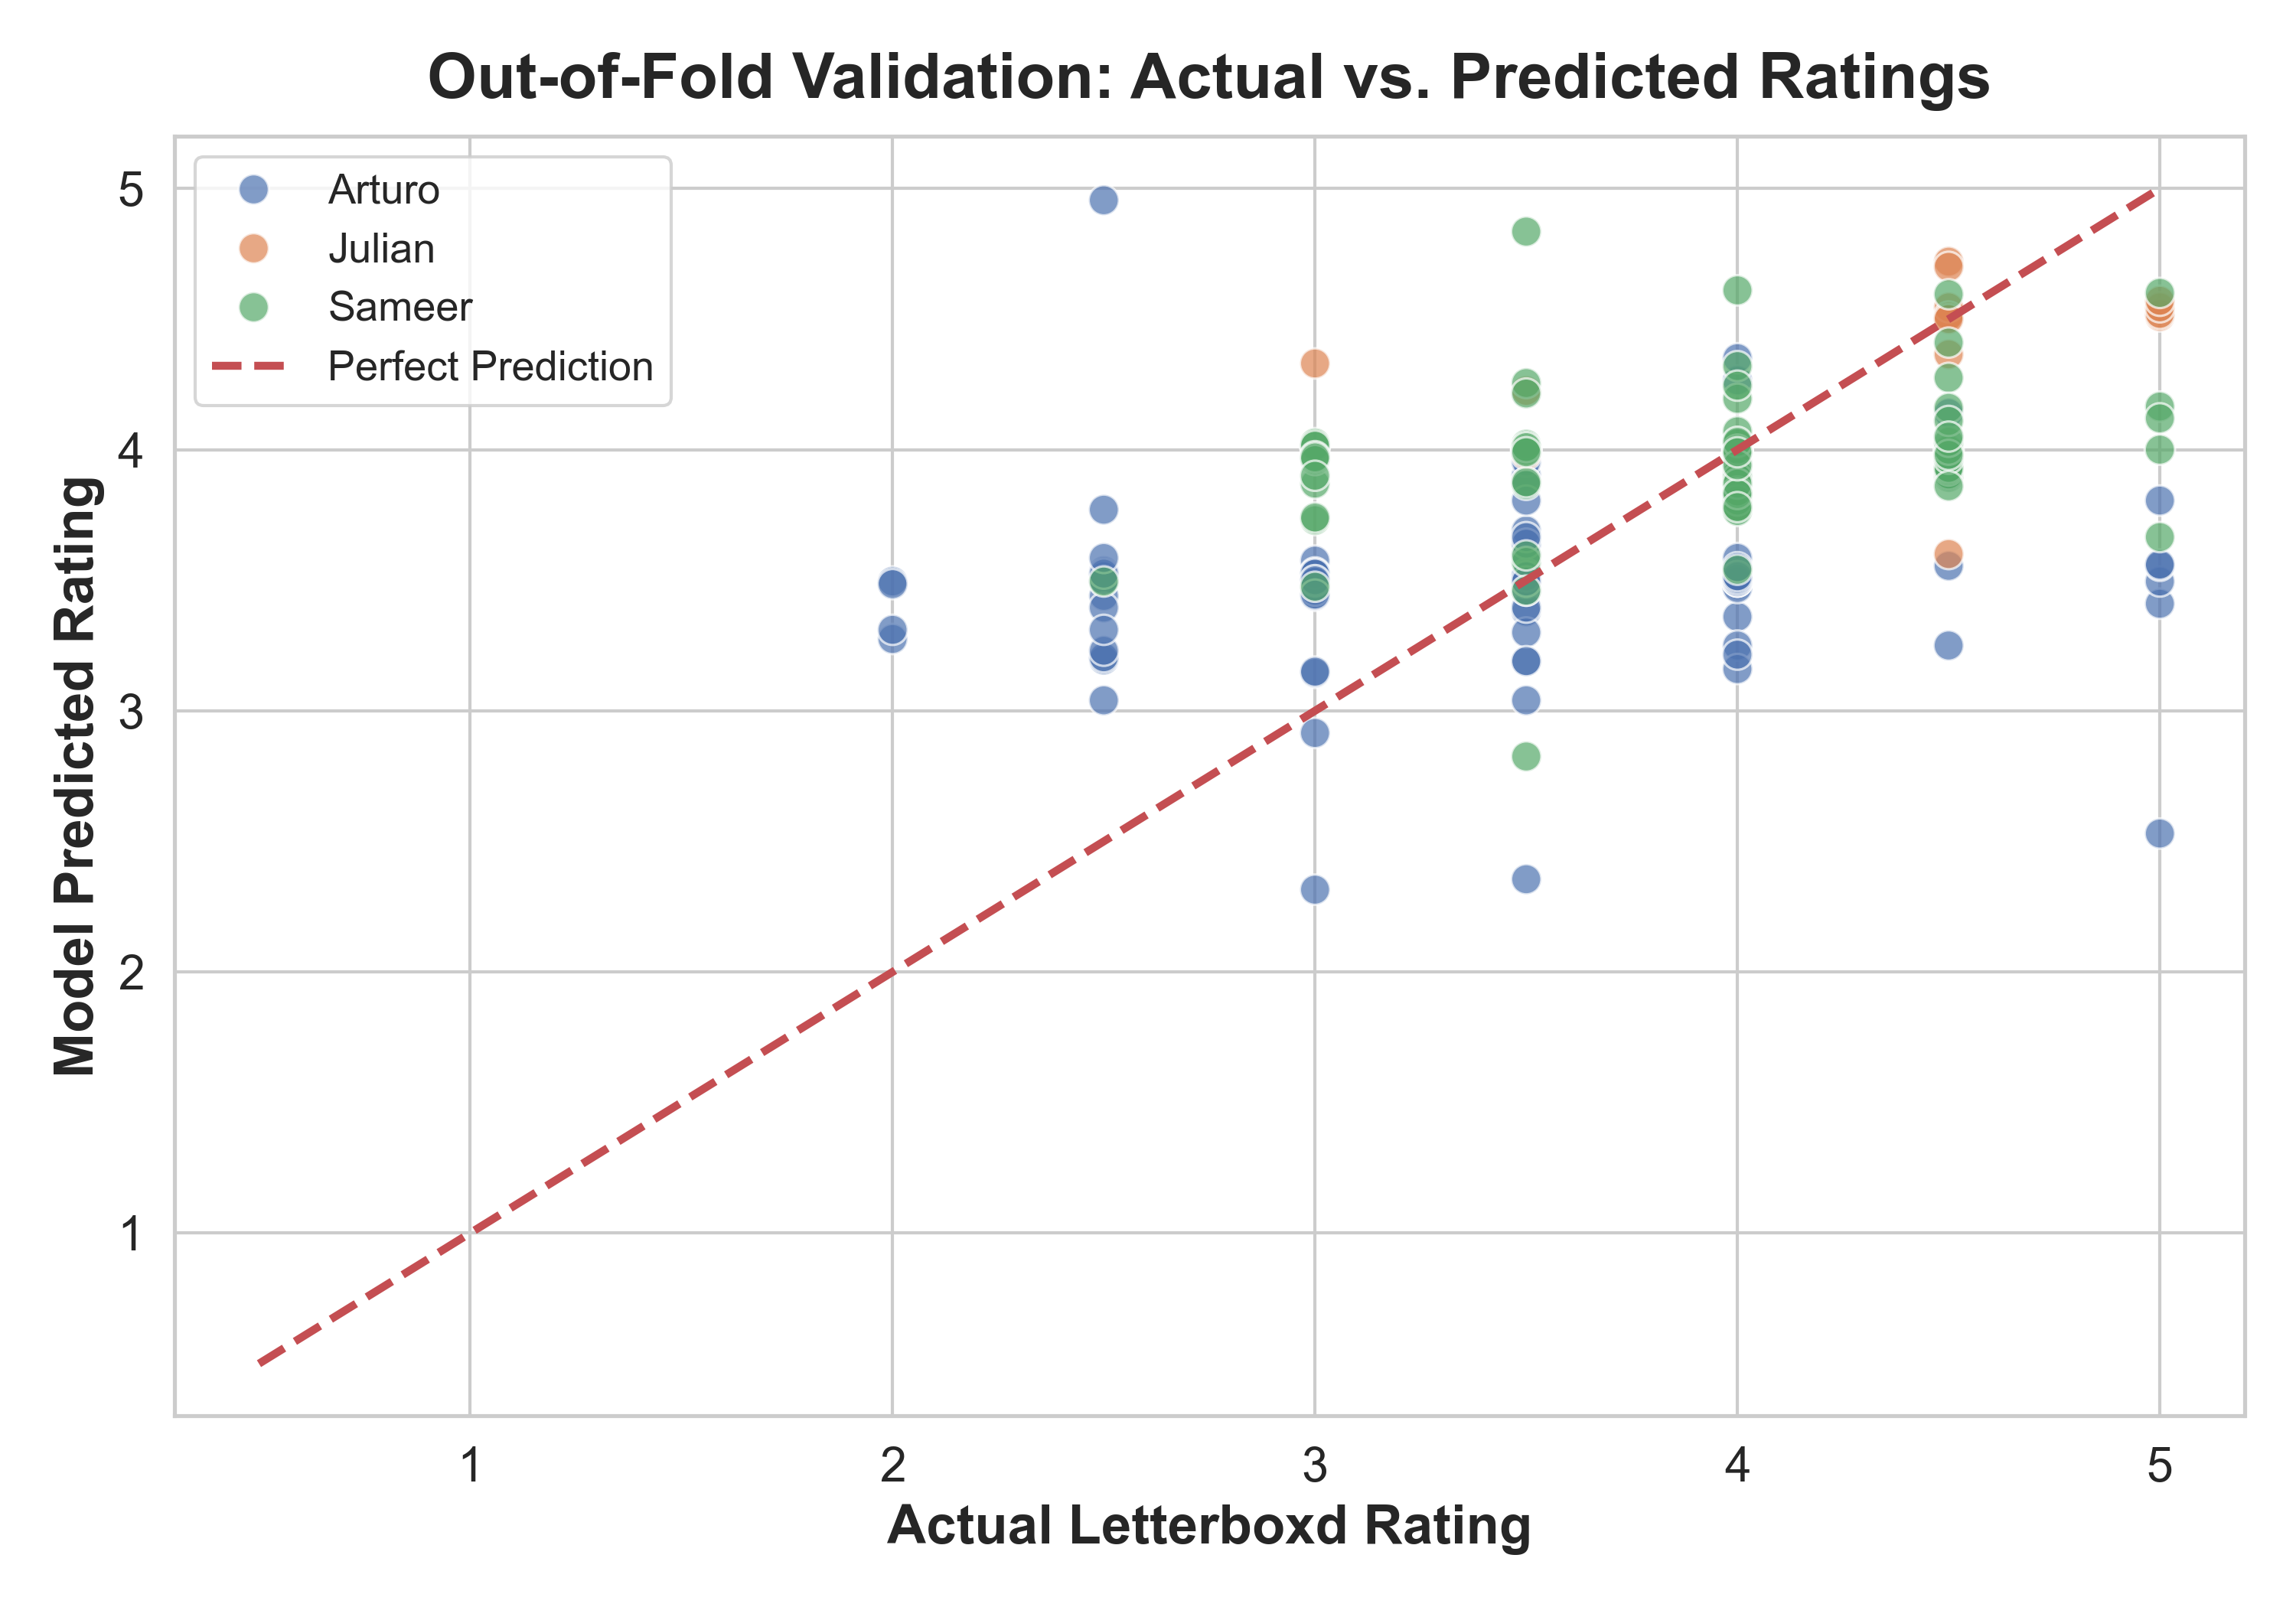 Out-of-Fold Validation: Actual vs. Predicted Ratings
Arturo
Julian
Sameer
Perfect Prediction
Model Predicted Rating
5
4
3
2
1
1 2 3 4 5
Actual Letterboxd Rating